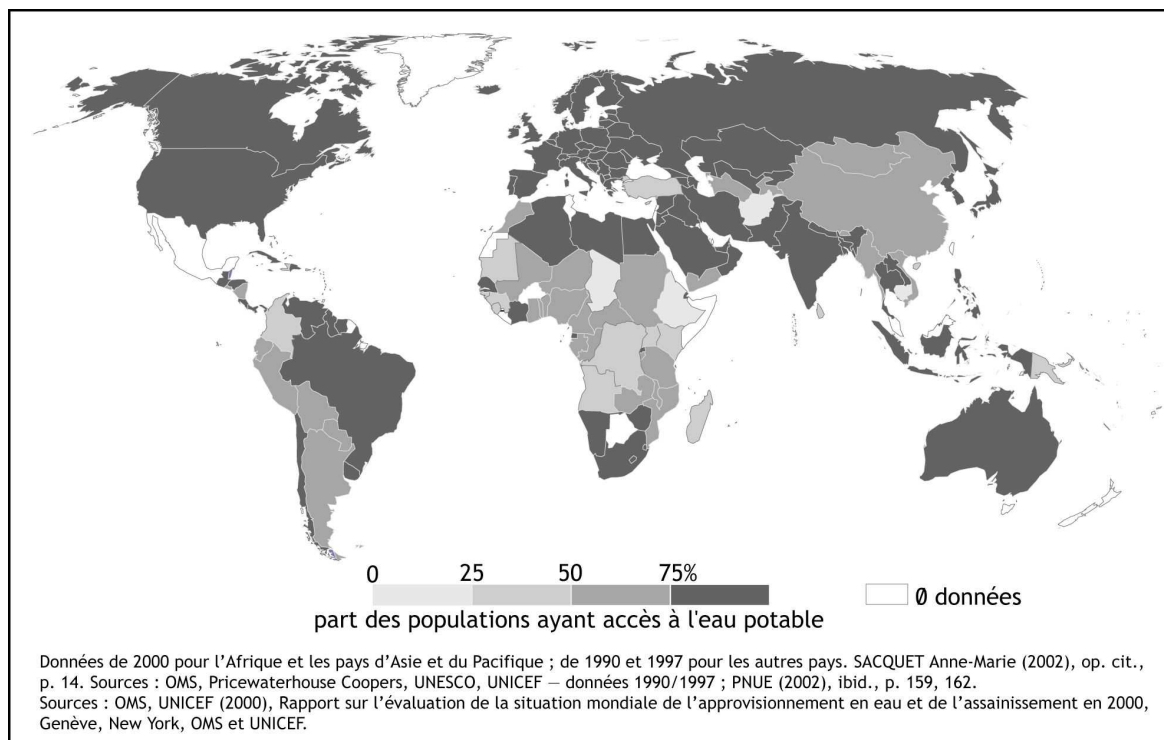 0 25 50 75%
part des populations ayant accès à l'eau potable
Ø données
Données de 2000 pour l’Afrique et les pays d’Asie et du Pacifique ; de 1990 et 1997 pour les autres pays. SACQUET Anne-Marie (2002), op. cit.,
p. 14. Sources : OMS, Pricewaterhouse Coopers, UNESCO, UNICEF — données 1990/1997 ; PNUE (2002), ibid., p. 159, 162.
Sources : OMS, UNICEF (2000), Rapport sur l’évaluation de la situation mondiale de l’approvisionnement en eau et de l’assainissement en 2000,
Genève, New York, OMS et UNICEF.